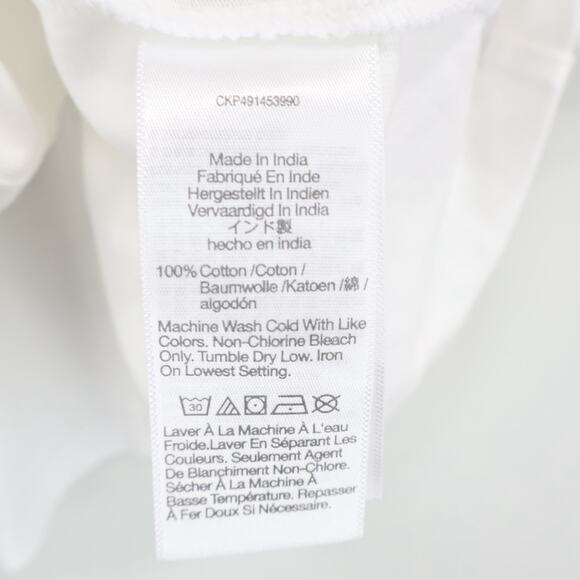 CKP491453990
Made In India
Fabriqué En Inde
Hergestellt In Indien
Vervaardigd In India
インド製
hecho en india
100% Cotton /Coton /
Baumwolle /Katoen /綿 /
algodón
Machine Wash Cold With Like
Colors. Non-Chlorine Bleach
Only. Tumble Dry Low. Iron
On Lowest Setting.
30
Laver À La Machine À L'eau
Froide.Laver En Séparant Les
Couleurs. Seulement Agent
De Blanchiment Non-Chlore.
Sécher À La Machine À
Basse Température. Repasser
À Fer Doux Si Nécessaire.